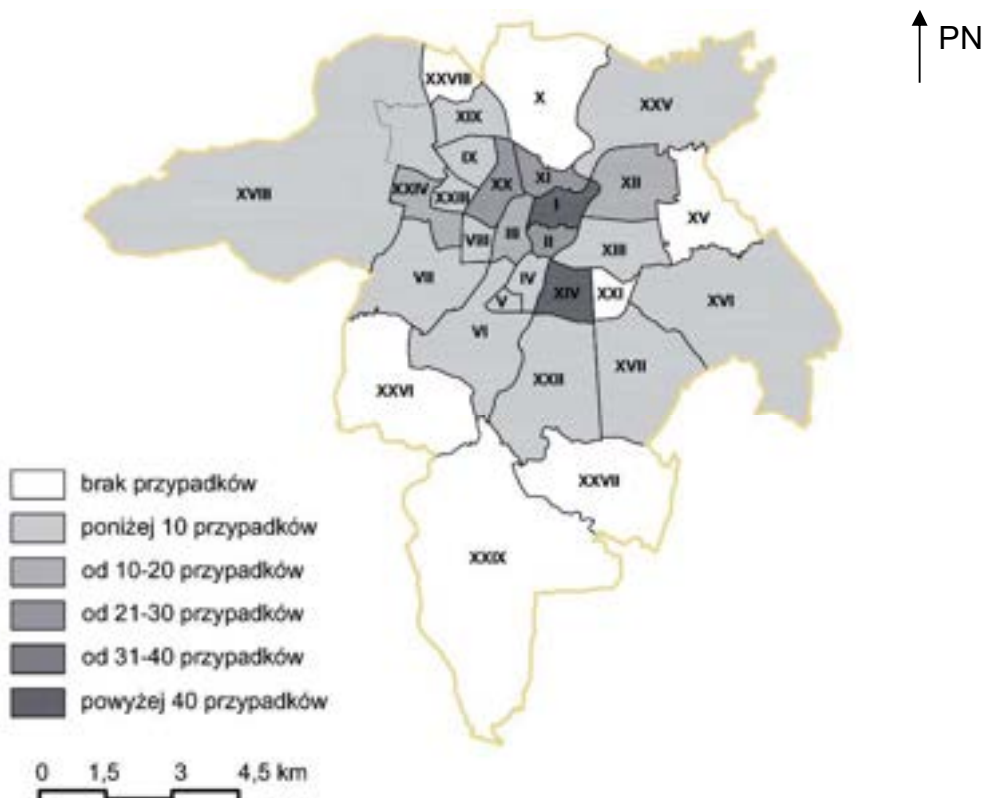 PN
XXVIII
X
XXV
XIX
IX
XI
XX
XII
XVIII
XXIV
XXIII
I
XV
VIII
III
II
XIII
VII
IV
XIV
XXI
XVI
V
VI
XXII
XVII
XXVI
XXVII
XXIX
brak przypadków
poniżej 10 przypadków
od 10-20 przypadków
od 21-30 przypadków
od 31-40 przypadków
powyżej 40 przypadków
0 1,5 3 4,5 km